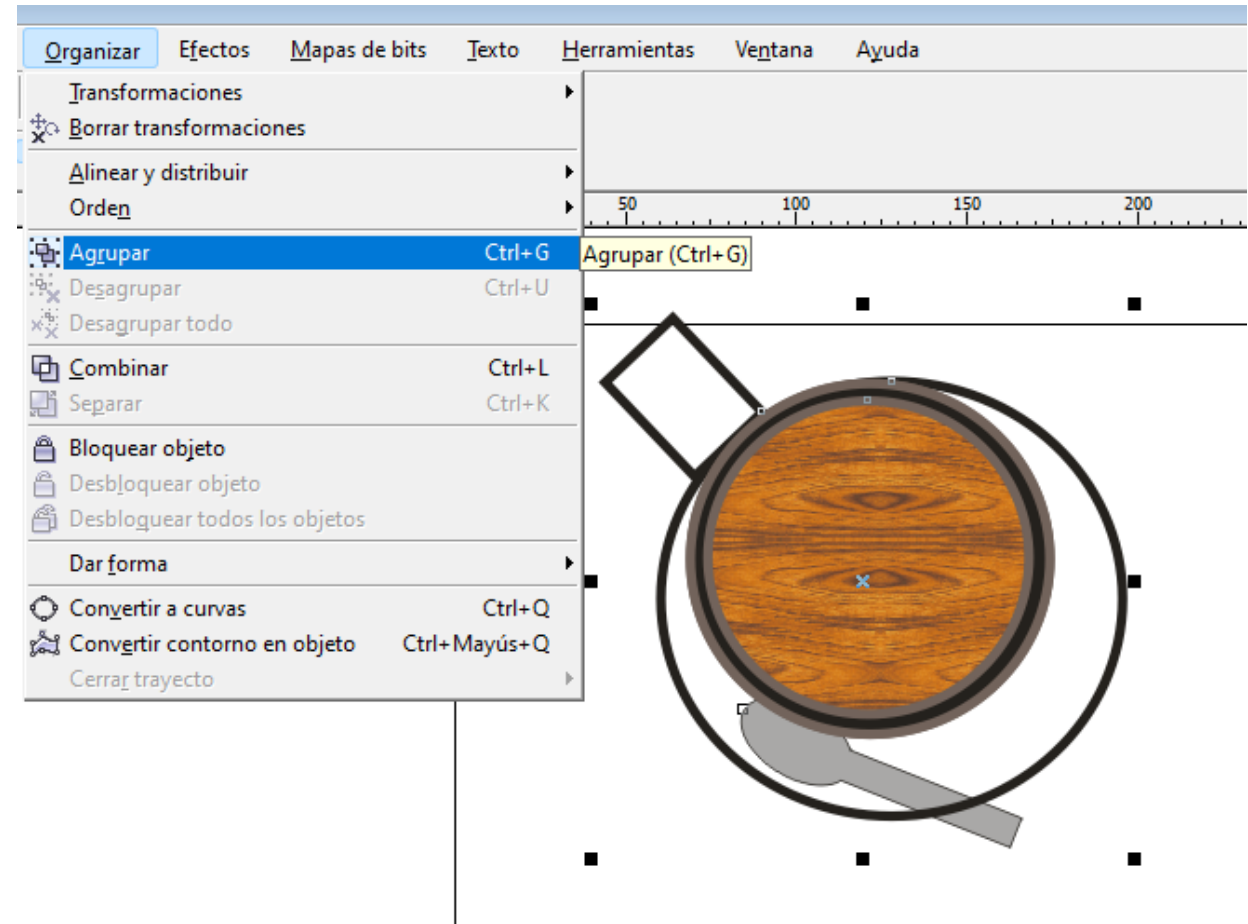 Organizar Efectos Mapas de bits Texto Herramientas Ventana Ayuda
Transformaciones
Borrar transformaciones
Alinear y distribuir
Orden
50 100 150 200
Agrupar Ctrl+G
Agrupar (Ctrl+G)
Desagrupar Ctrl+U
Desagrupar todo
Combinar Ctrl+L
Separar Ctrl+K
Bloquear objeto
Desbloquear objeto
Desbloquear todos los objetos
Dar forma
Convertir a curvas Ctrl+Q
Convertir contorno en objeto Ctrl+Mayús+Q
Cerrar trayecto